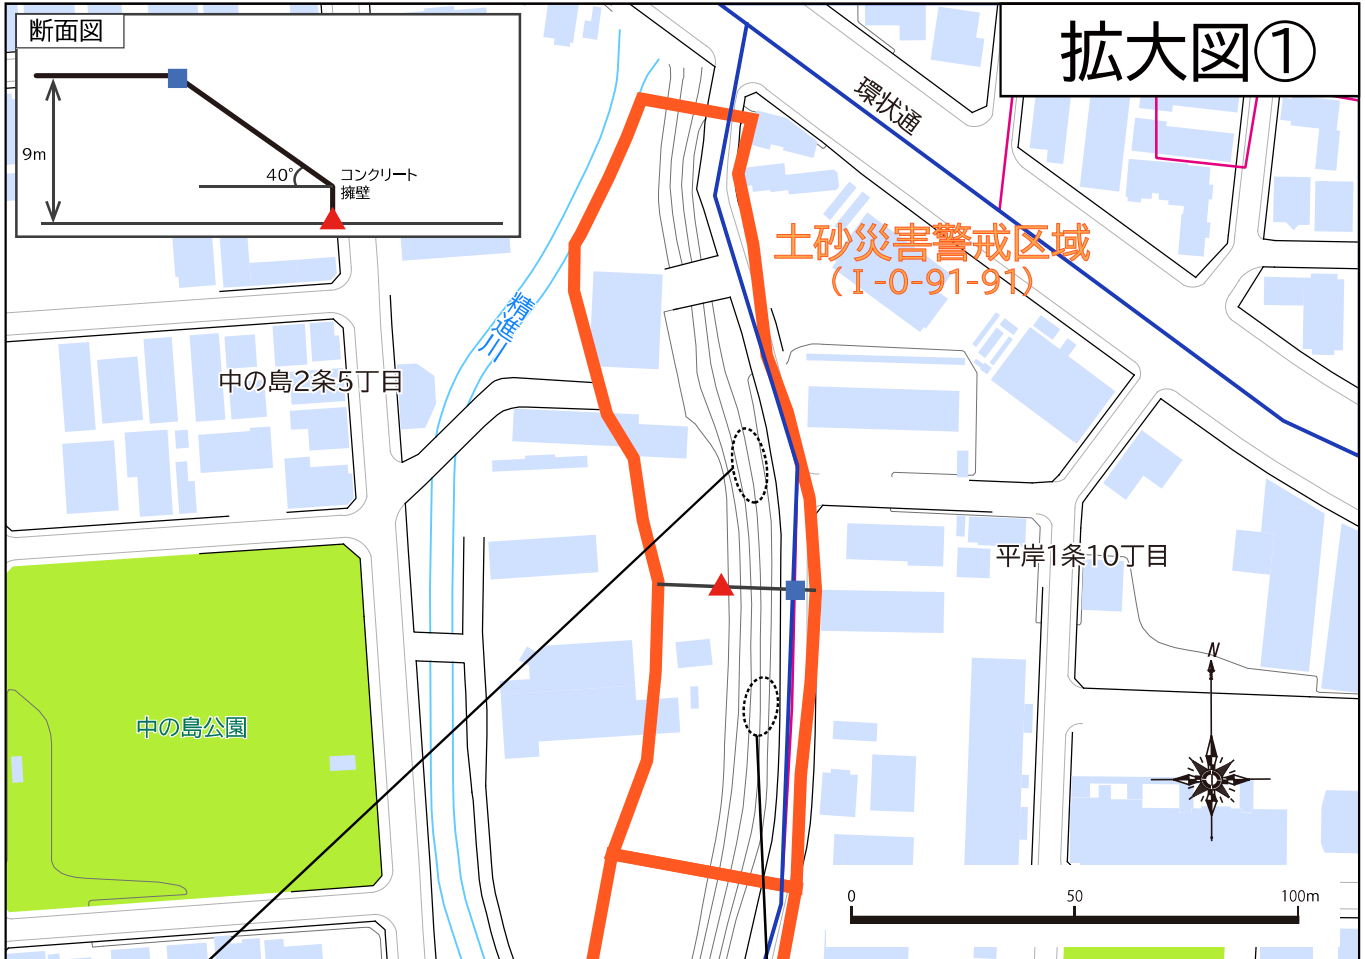 断面図
9m
40°
コンクリート
擁壁
拡大図①
環状通
土砂災害警戒区域
（Ⅰ-0-91-91）
精進川
中の島2条5丁目
平岸1条10丁目
中の島公園
N
0 50 100m